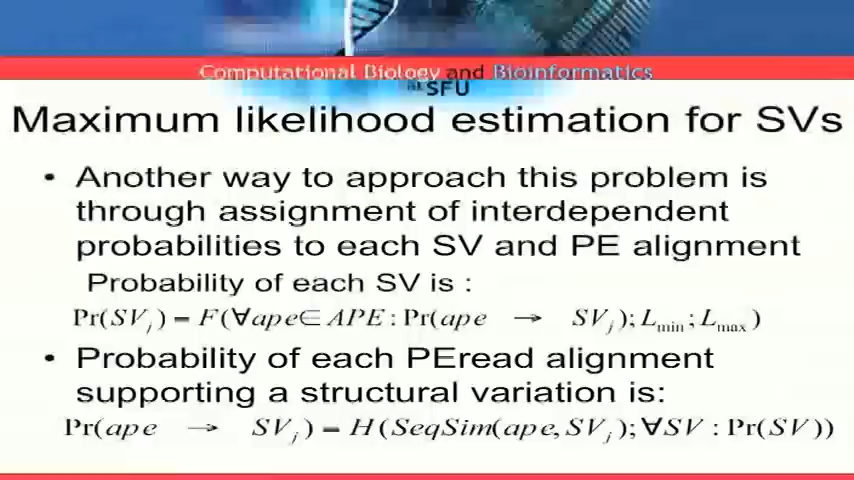 Computational Biology and Bioinformatics
at SFU
Maximum likelihood estimation for SVs
• Another way to approach this problem is
through assignment of interdependent
probabilities to each SV and PE alignment
Probability of each SV is :
Pr(SV_j) = F(∀ape∈ APE : Pr(ape → SV_j); L_min; L_max)
• Probability of each PEread alignment
supporting a structural variation is:
Pr(ape → SV_j) = H(SeqSim(ape, SV_j); ∀SV : Pr(SV))